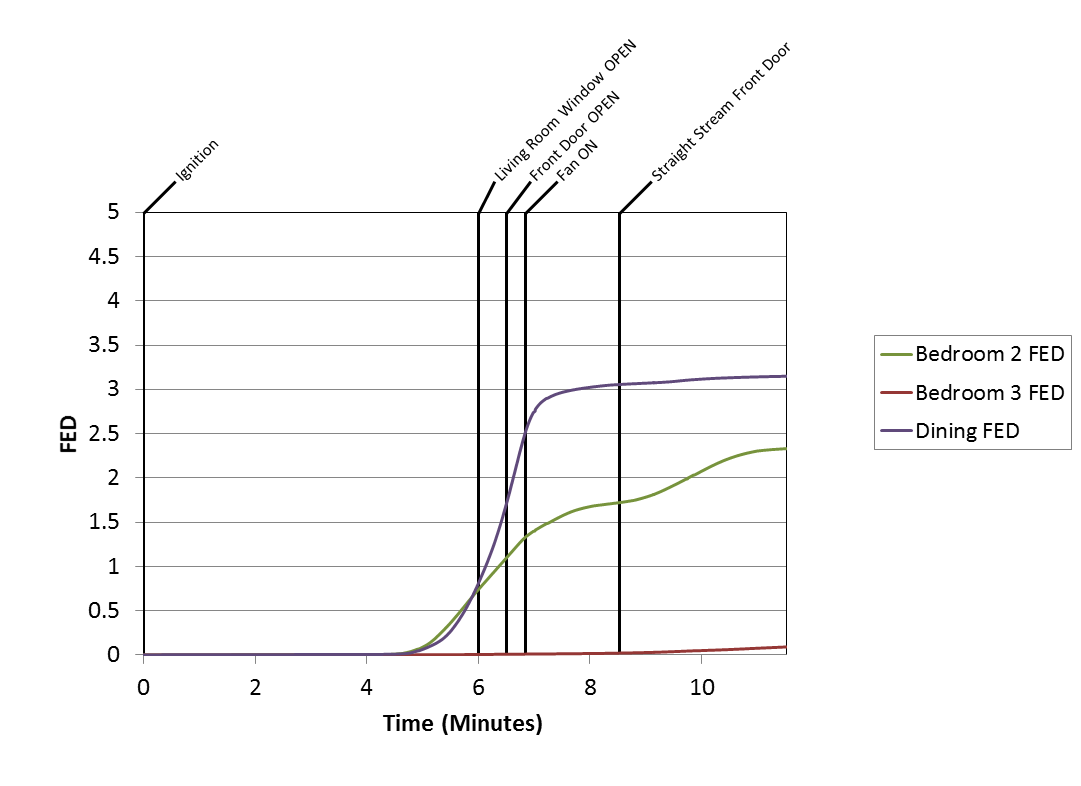 Ignition
Living Room Window OPEN
Front Door OPEN
Fan ON
Straight Stream Front Door
5
4.5
4
3.5
3
2.5
2
1.5
1
0.5
0
FED
0 2 4 6 8 10
Time (Minutes)
Bedroom 2 FED
Bedroom 3 FED
Dining FED